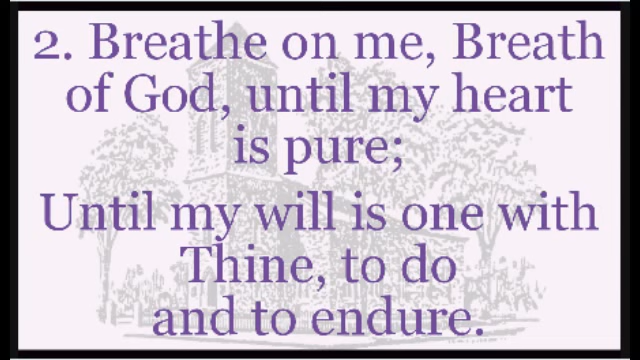 2. Breathe on me, Breath
of God, until my heart
is pure;
Until my will is one with
Thine, to do
and to endure.